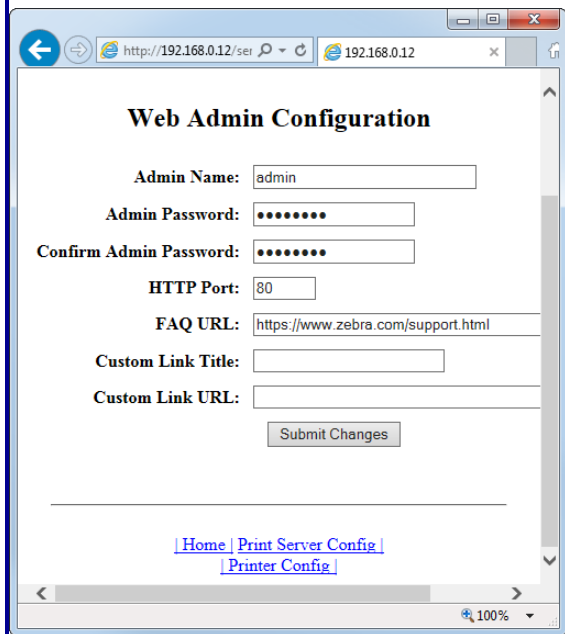 http://192.168.0.12/ser
192.168.0.12
Web Admin Configuration
Admin Name: admin
Admin Password: ••••••••
Confirm Admin Password: ••••••••
HTTP Port: 80
FAQ URL: https://www.zebra.com/support.html
Custom Link Title:
Custom Link URL:
Submit Changes
| Home | Print Server Config |
| Printer Config |
100%